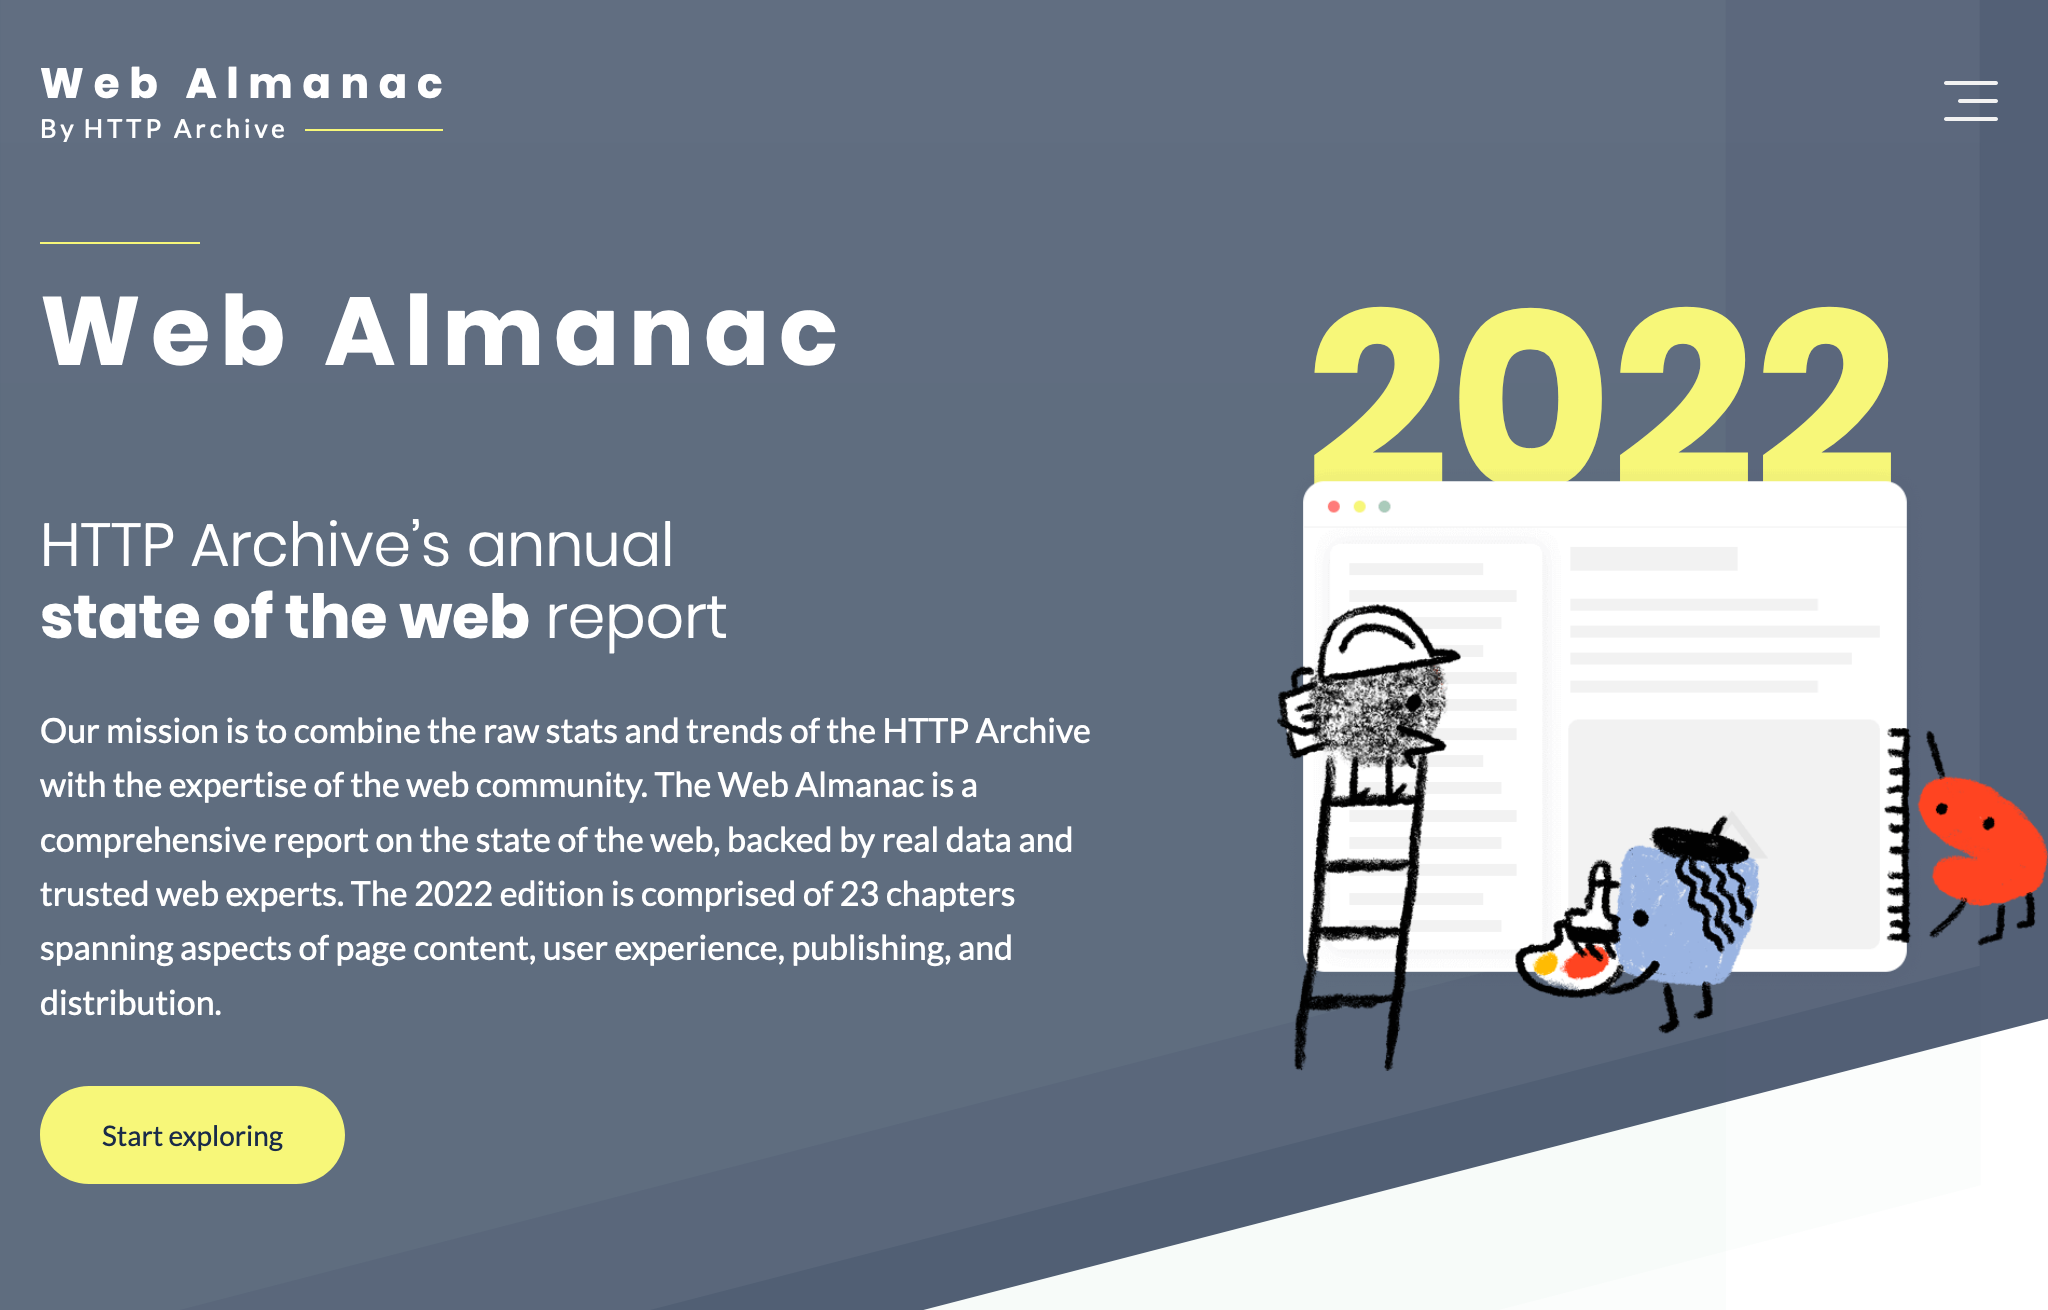 Web Almanac
By HTTP Archive
Web Almanac
2022
HTTP Archive’s annual
state of the web report
Our mission is to combine the raw stats and trends of the HTTP Archive
with the expertise of the web community. The Web Almanac is a
comprehensive report on the state of the web, backed by real data and
trusted web experts. The 2022 edition is comprised of 23 chapters
spanning aspects of page content, user experience, publishing, and
distribution.
Start exploring